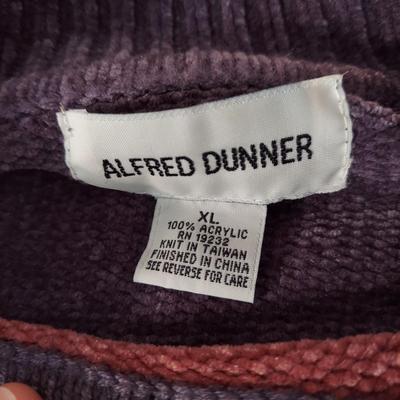 ALFRED DUNNER
XL
100% ACRYLIC
RN 19232
KNIT IN TAIWAN
FINISHED IN CHINA
SEE REVERSE FOR CARE